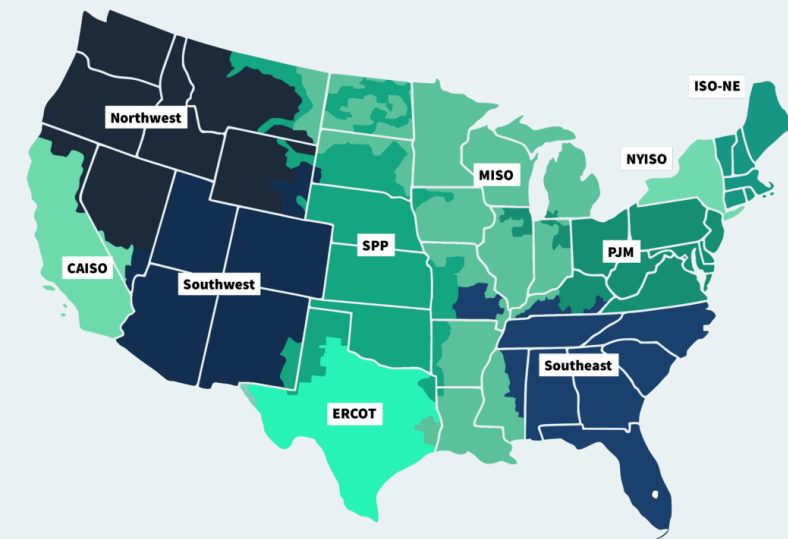 ISO-NE
Northwest
NYISO
MISO
SPP
PJM
CAISO
Southwest
Southeast
ERCOT